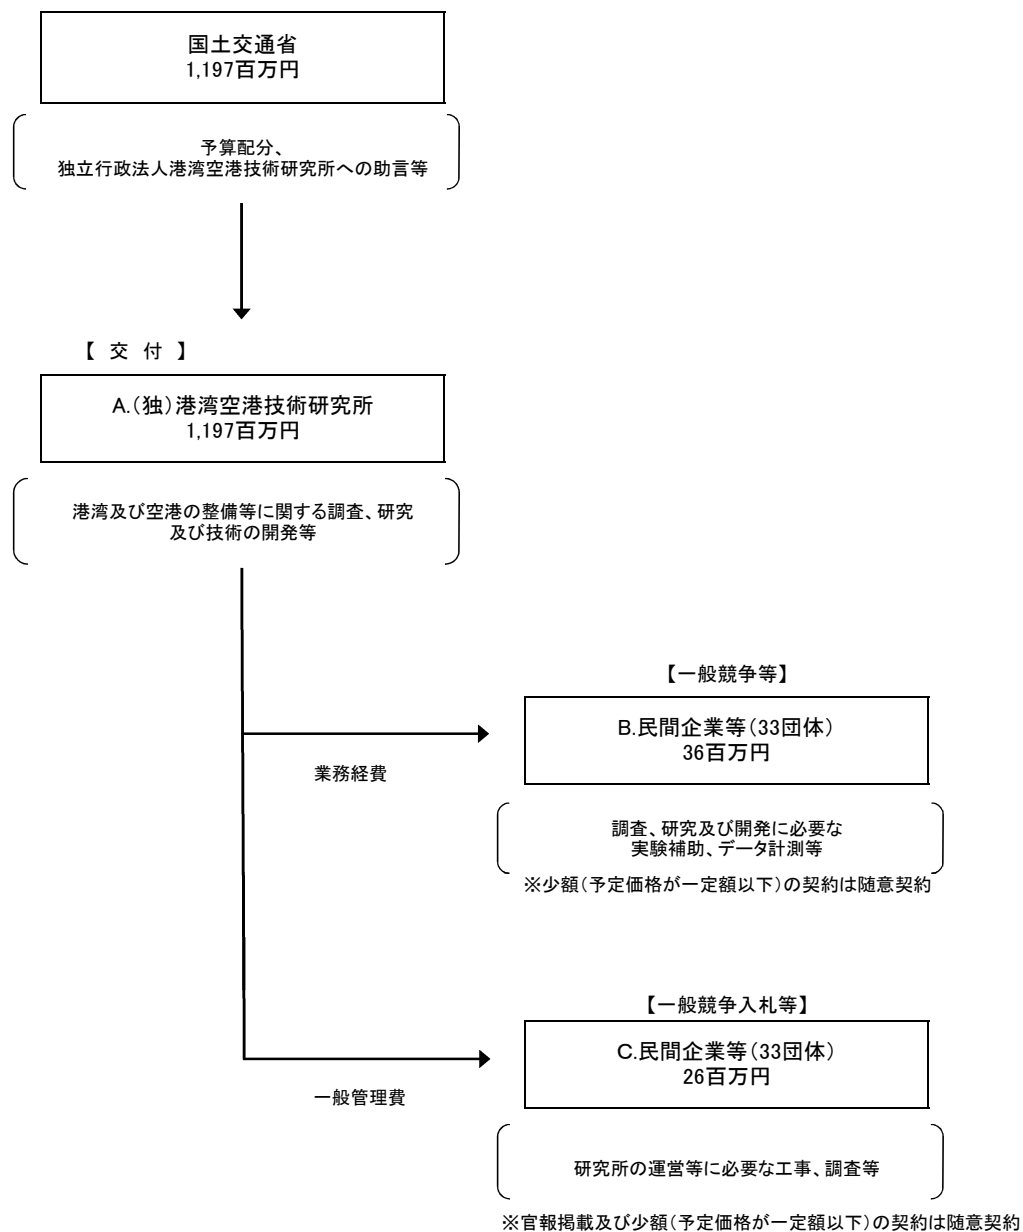 国土交通省
1,197百万円
予算配分、
独立行政法人港湾空港技術研究所への助言等
【 交 付 】
A.(独)港湾空港技術研究所
1,197百万円
港湾及び空港の整備等に関する調査、研究
及び技術の開発等
【一般競争等】
B.民間企業等(33団体)
36百万円
業務経費
調査、研究及び開発に必要な
実験補助、データ計測等
※少額(予定価格が一定額以下)の契約は随意契約
【一般競争入札等】
C.民間企業等(33団体)
26百万円
一般管理費
研究所の運営等に必要な工事、調査等
※官報掲載及び少額(予定価格が一定額以下)の契約は随意契約